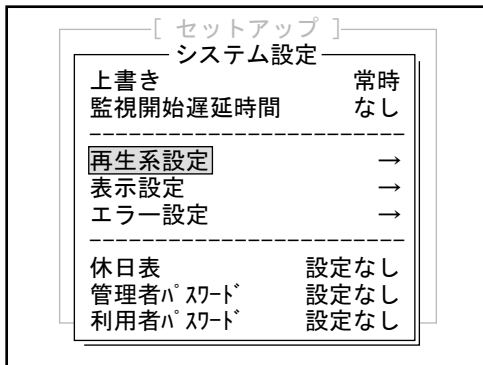 [ セットアップ ]
システム設定
上書き 常時
監視開始遅延時間 なし
再生系設定 →
表示設定 →
エラー設定 →
休日表 設定なし
管理者ﾊﾟｽﾜｰﾄﾞ 設定なし
利用者ﾊﾟｽﾜｰﾄﾞ 設定なし